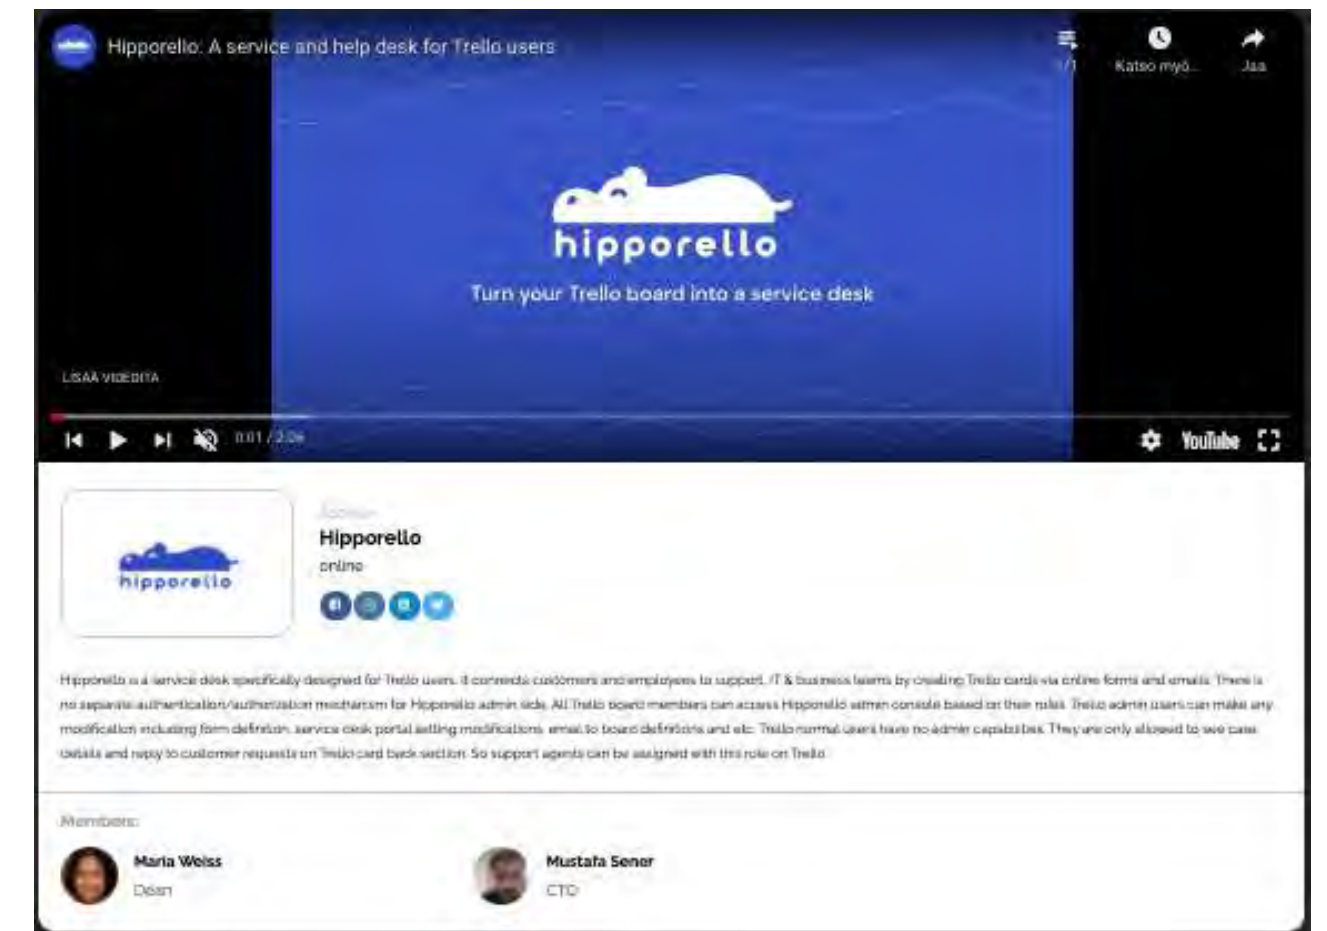 Hipporello: A service and help desk for Trello users
1/1
Katso myö...
Jaa
hipporello
Turn your Trello board into a service desk
LISÄÄ VIDEOITA
0:01 / 2:06
YouTube
hipporello
Hipporello
online
Hipporello is a service desk specifically designed for Trello users. It connects customers and employees to support, IT & business teams by creating Trello cards via online forms and emails. There is
no separate authentication/authorization mechanism for Hipporello admin side. All Trello board members can access Hipporello admin console based on their roles. Trello admin users can make any
modification including form definition, service desk portal setting modifications, email to board definitions and etc. Trello normal users have no admin capabilities. They are only allowed to see case
details and reply to customer requests on Trello card back section. So support agents can be assigned with this role on Trello.
Members:
Maria Weiss
Dean
Mustafa Sener
CTO